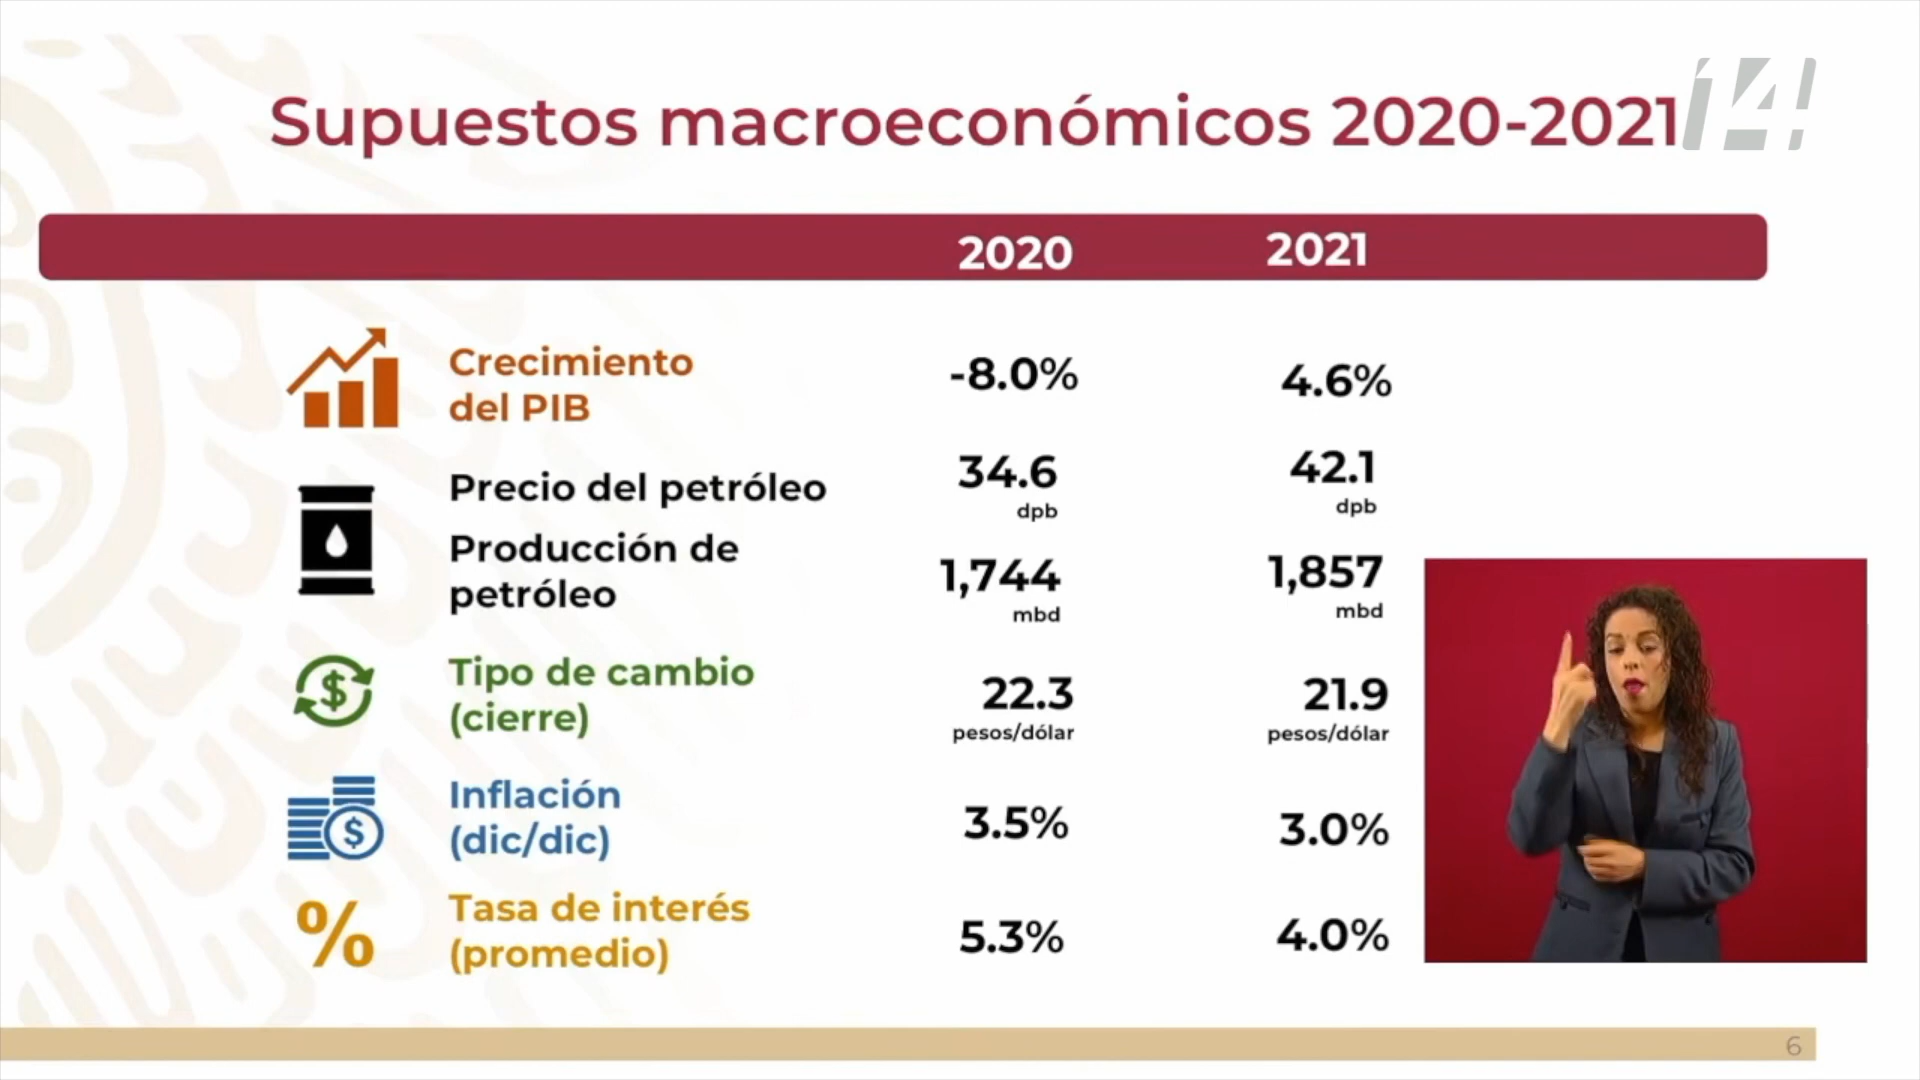 14!
Supuestos macroeconómicos 2020-2021
2020 2021
Crecimiento
del PIB
-8.0% 4.6%
Precio del petróleo
34.6 42.1
dpb dpb
Producción de
petróleo
1,744 1,857
mbd mbd
Tipo de cambio
(cierre)
22.3 21.9
pesos/dólar pesos/dólar
Inflación
(dic/dic)
3.5% 3.0%
%
Tasa de interés
(promedio)
5.3% 4.0%
6